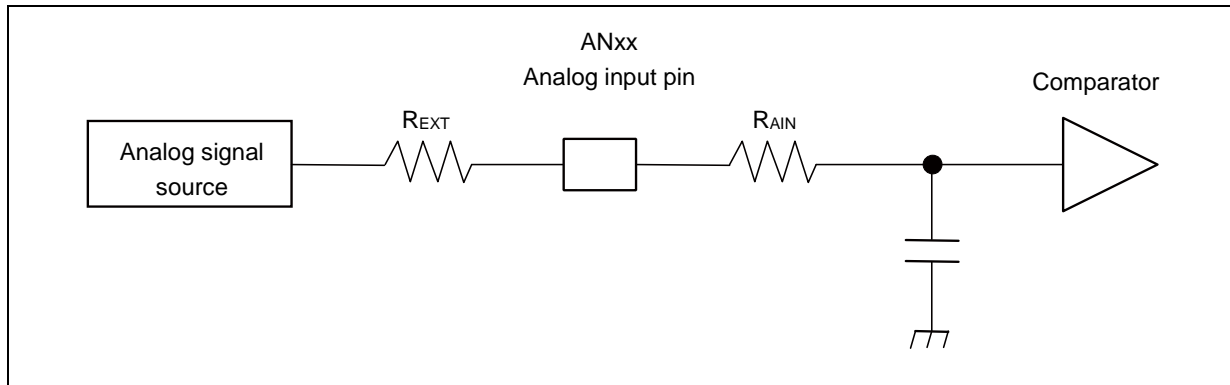 ANxx
Analog input pin
Comparator
REXT
RAIN
Analog signal
source